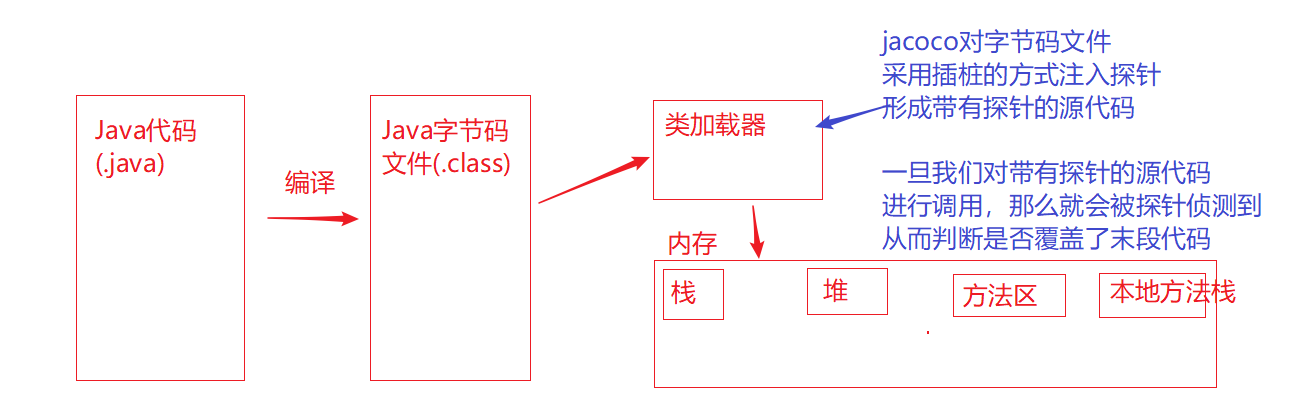 jacoco对字节码文件
采用插桩的方式注入探针
形成带有探针的源代码
Java代码
(.java)
编译
Java字节码
文件(.class)
类加载器
一旦我们对带有探针的源代码
进行调用，那么就会被探针侦测到
从而判断是否覆盖了末段代码
内存
栈
堆
方法区
本地方法栈